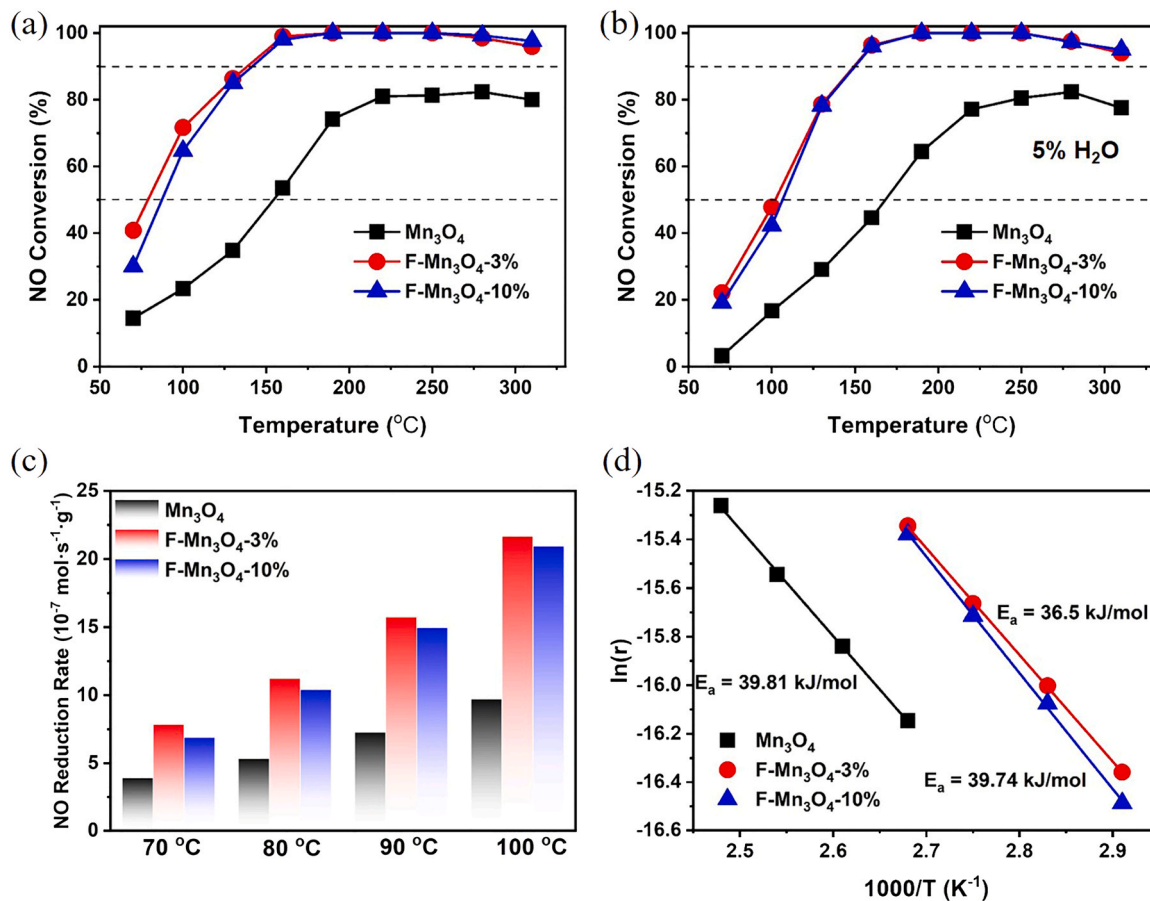 (a)
NO Conversion (%)
100
80
60
40
20
0
Mn₃O₄
F-Mn₃O₄-3%
F-Mn₃O₄-10%
50 100 150 200 250 300
Temperature (°C)
(b)
NO Conversion (%)
100
80
60
40
20
0
5% H₂O
Mn₃O₄
F-Mn₃O₄-3%
F-Mn₃O₄-10%
50 100 150 200 250 300
Temperature (°C)
(c)
NO Reduction Rate (10⁻⁷ mol·s⁻¹·g⁻¹)
25
20
15
10
5
0
Mn₃O₄
F-Mn₃O₄-3%
F-Mn₃O₄-10%
70 °C 80 °C 90 °C 100 °C
(d)
ln(r)
-15.2
-15.4
-15.6
-15.8
-16.0
-16.2
-16.4
-16.6
Eₐ = 36.5 kJ/mol
Eₐ = 39.81 kJ/mol
Mn₃O₄
F-Mn₃O₄-3%
F-Mn₃O₄-10%
Eₐ = 39.74 kJ/mol
2.5 2.6 2.7 2.8 2.9
1000/T (K⁻¹)